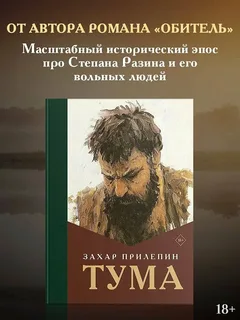 ОТ АВТОРА РОМАНА «ОБИТЕЛЬ»
Масштабный исторический эпос
про Степана Разина и его
вольных людей
ЗАХАР ПРИЛЕПИН
ТУМА
18+